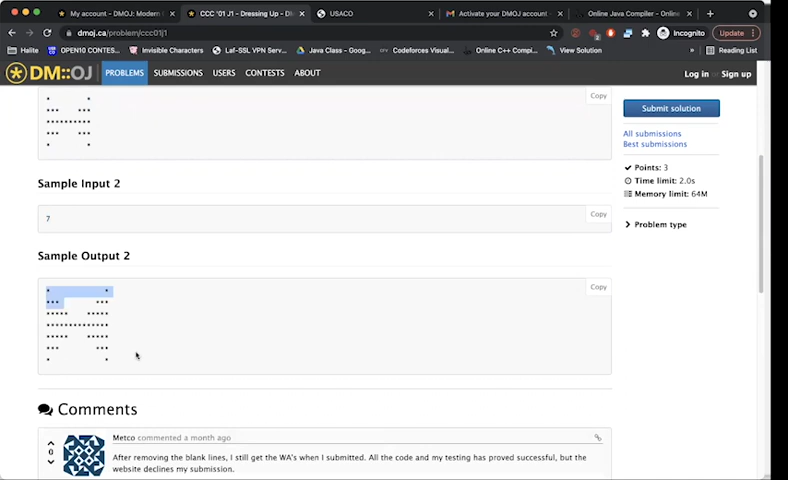 My account - DMOJ: Modern
CCC '01 J1 - Dressing Up - D
USACO
Activate your DMOJ account
Online Java Compiler - Online
dmoj.ca/problem/ccc01j1
Incognito
Update
Halite
OPEN10 CONTES...
Invisible Characters
Laf-SSL VPN Serv...
Java Class - Goog...
Codeforces Visual...
Online C++ Compi...
View Solution
»
Reading List
DM::OJ
PROBLEMS
SUBMISSIONS
USERS
CONTESTS
ABOUT
Log in or Sign up
*        *
***    ***
**********
***    ***
*        *
Copy
Submit solution
All submissions
Best submissions
Points: 3
Time limit: 2.0s
Memory limit: 64M
Problem type
Sample Input 2
7
Copy
Sample Output 2
*            *
***        ***
*****    *****
**************
*****    *****
***        ***
*            *
Copy
Comments
0
Metco commented a month ago
After removing the blank lines, I still get the WA's when I submitted. All the code and my testing has proved successful, but the
website declines my submission.